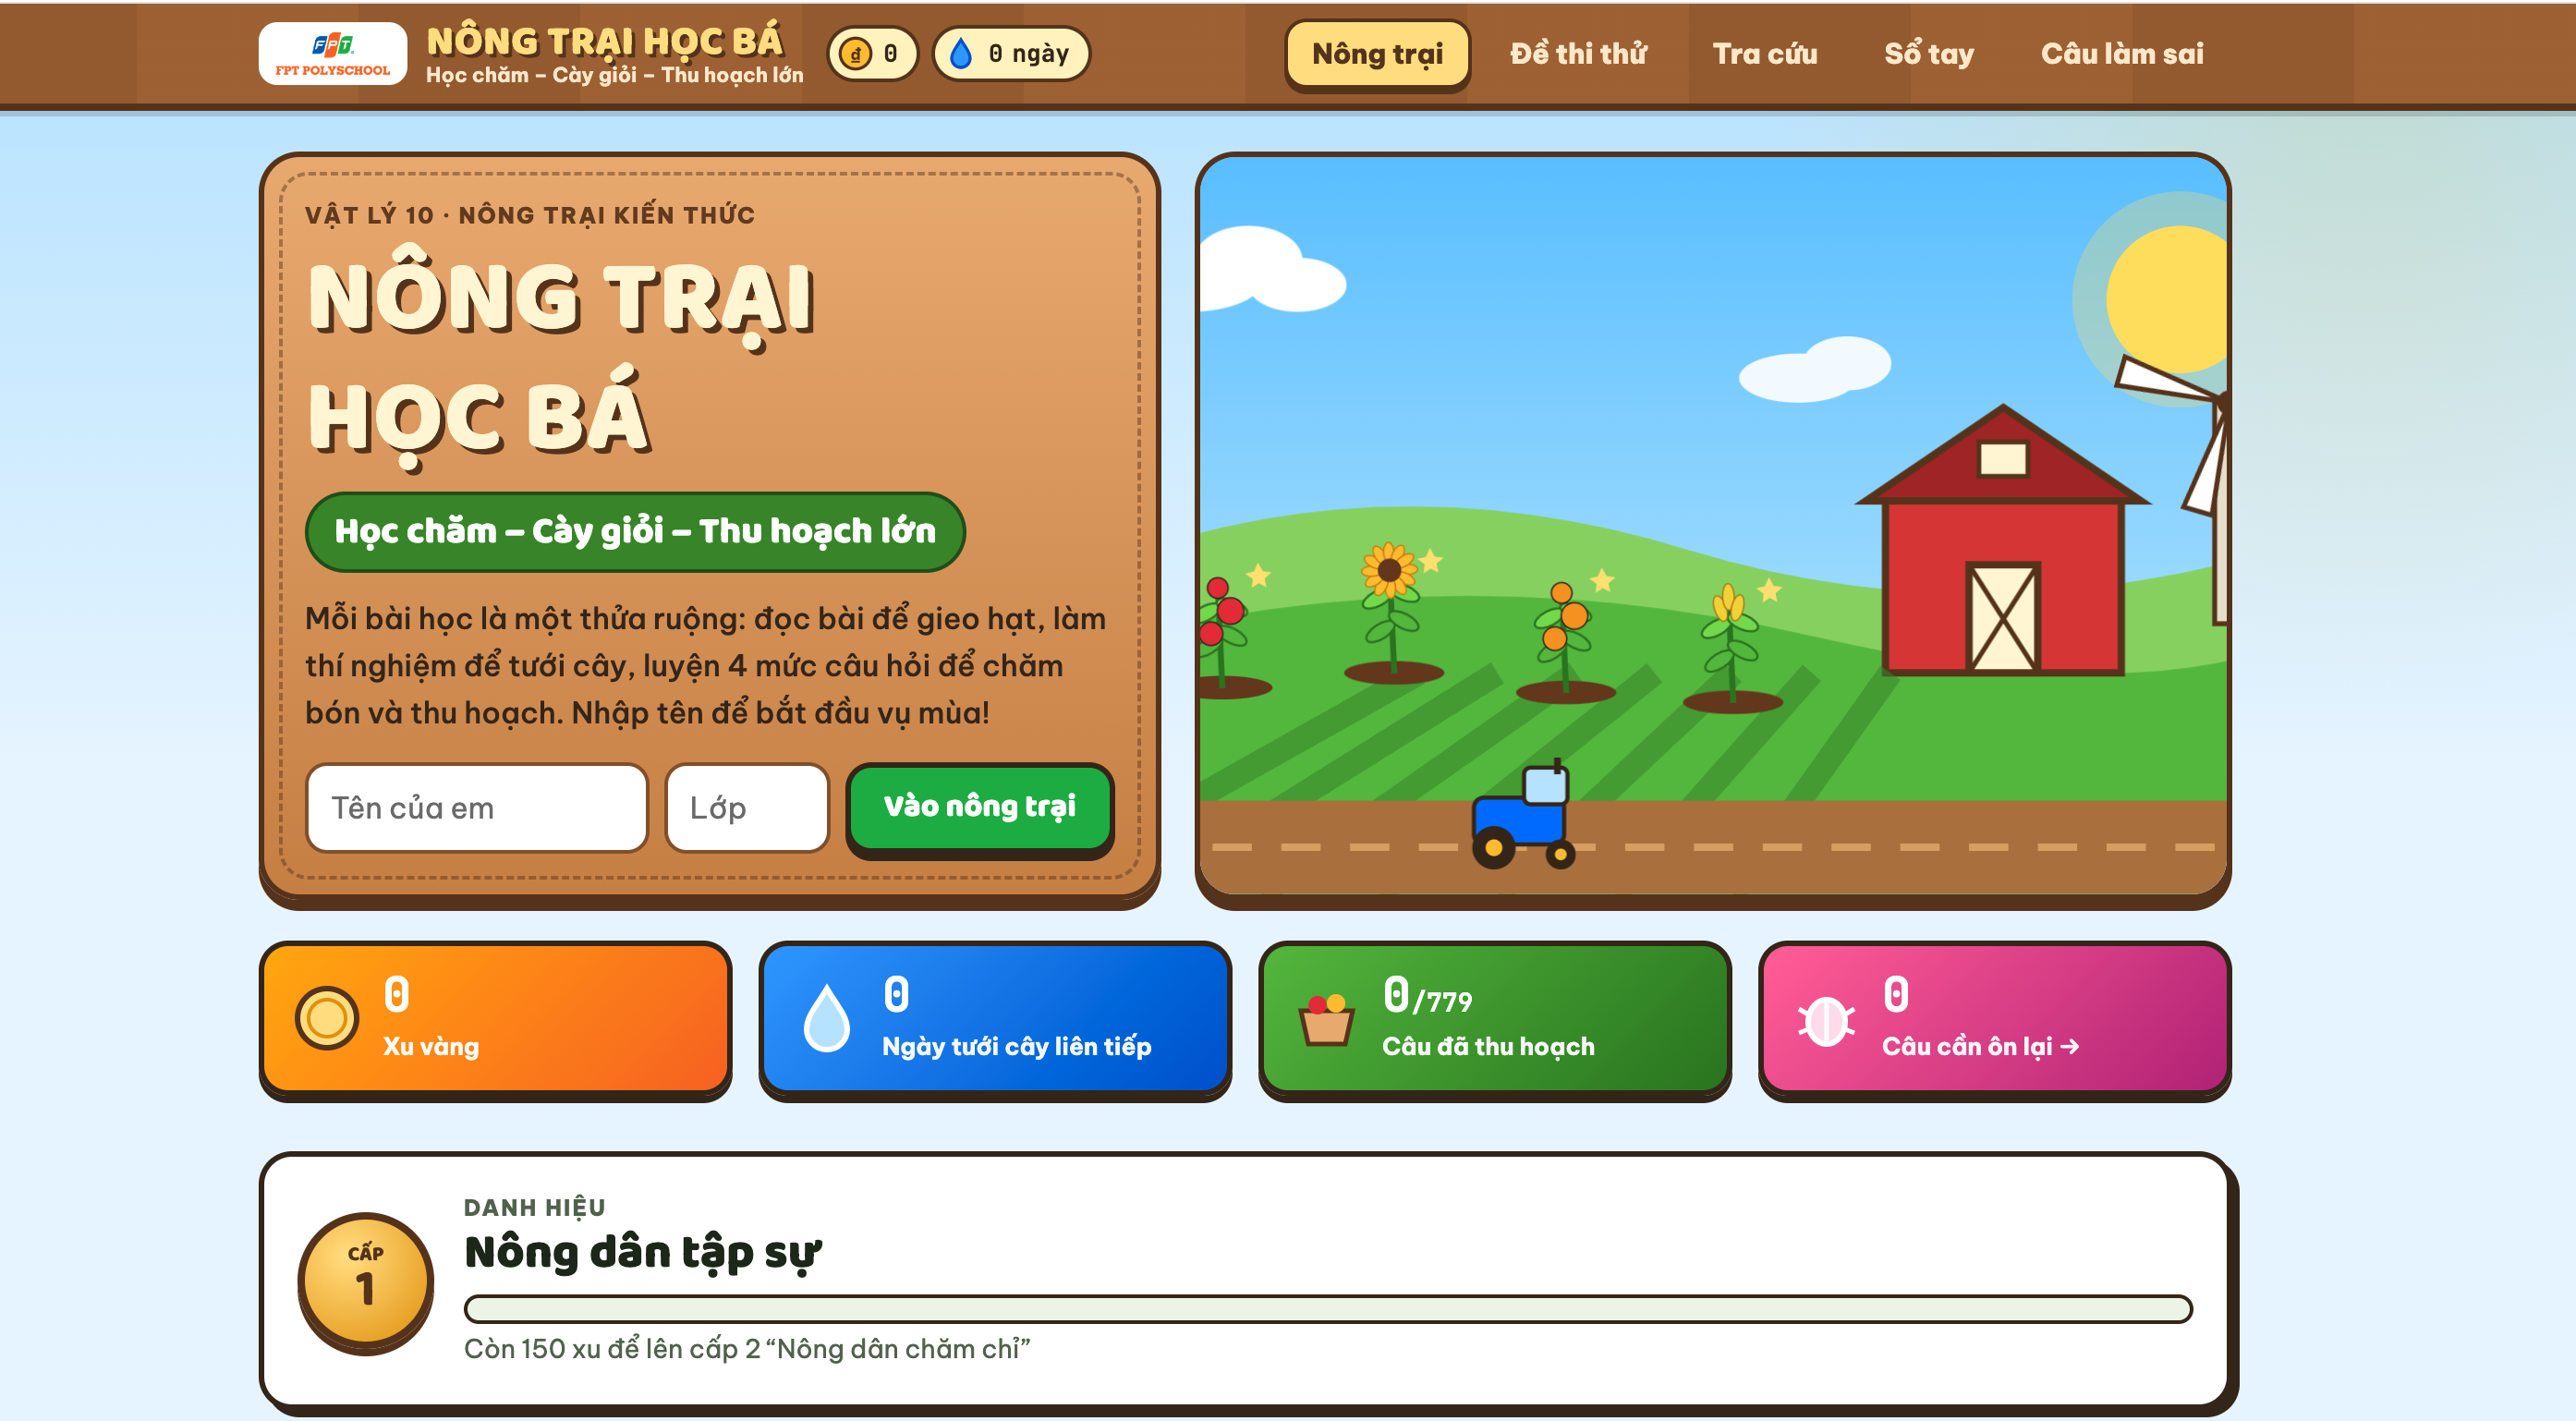 FPT
FPT POLYSCHOOL
NÔNG TRẠI HỌC BÁ
Học chăm – Cày giỏi – Thu hoạch lớn
đ 0
0 ngày
Nông trại
Đề thi thử
Tra cứu
Sổ tay
Câu làm sai
VẬT LÝ 10 · NÔNG TRẠI KIẾN THỨC
NÔNG TRẠI
HỌC BÁ
Học chăm – Cày giỏi – Thu hoạch lớn
Mỗi bài học là một thửa ruộng: đọc bài để gieo hạt, làm
thí nghiệm để tưới cây, luyện 4 mức câu hỏi để chăm
bón và thu hoạch. Nhập tên để bắt đầu vụ mùa!
Tên của em
Lớp
Vào nông trại
0
Xu vàng
0
Ngày tưới cây liên tiếp
0/779
Câu đã thu hoạch
0
Câu cần ôn lại →
CẤP
1
DANH HIỆU
Nông dân tập sự
Còn 150 xu để lên cấp 2 “Nông dân chăm chỉ”